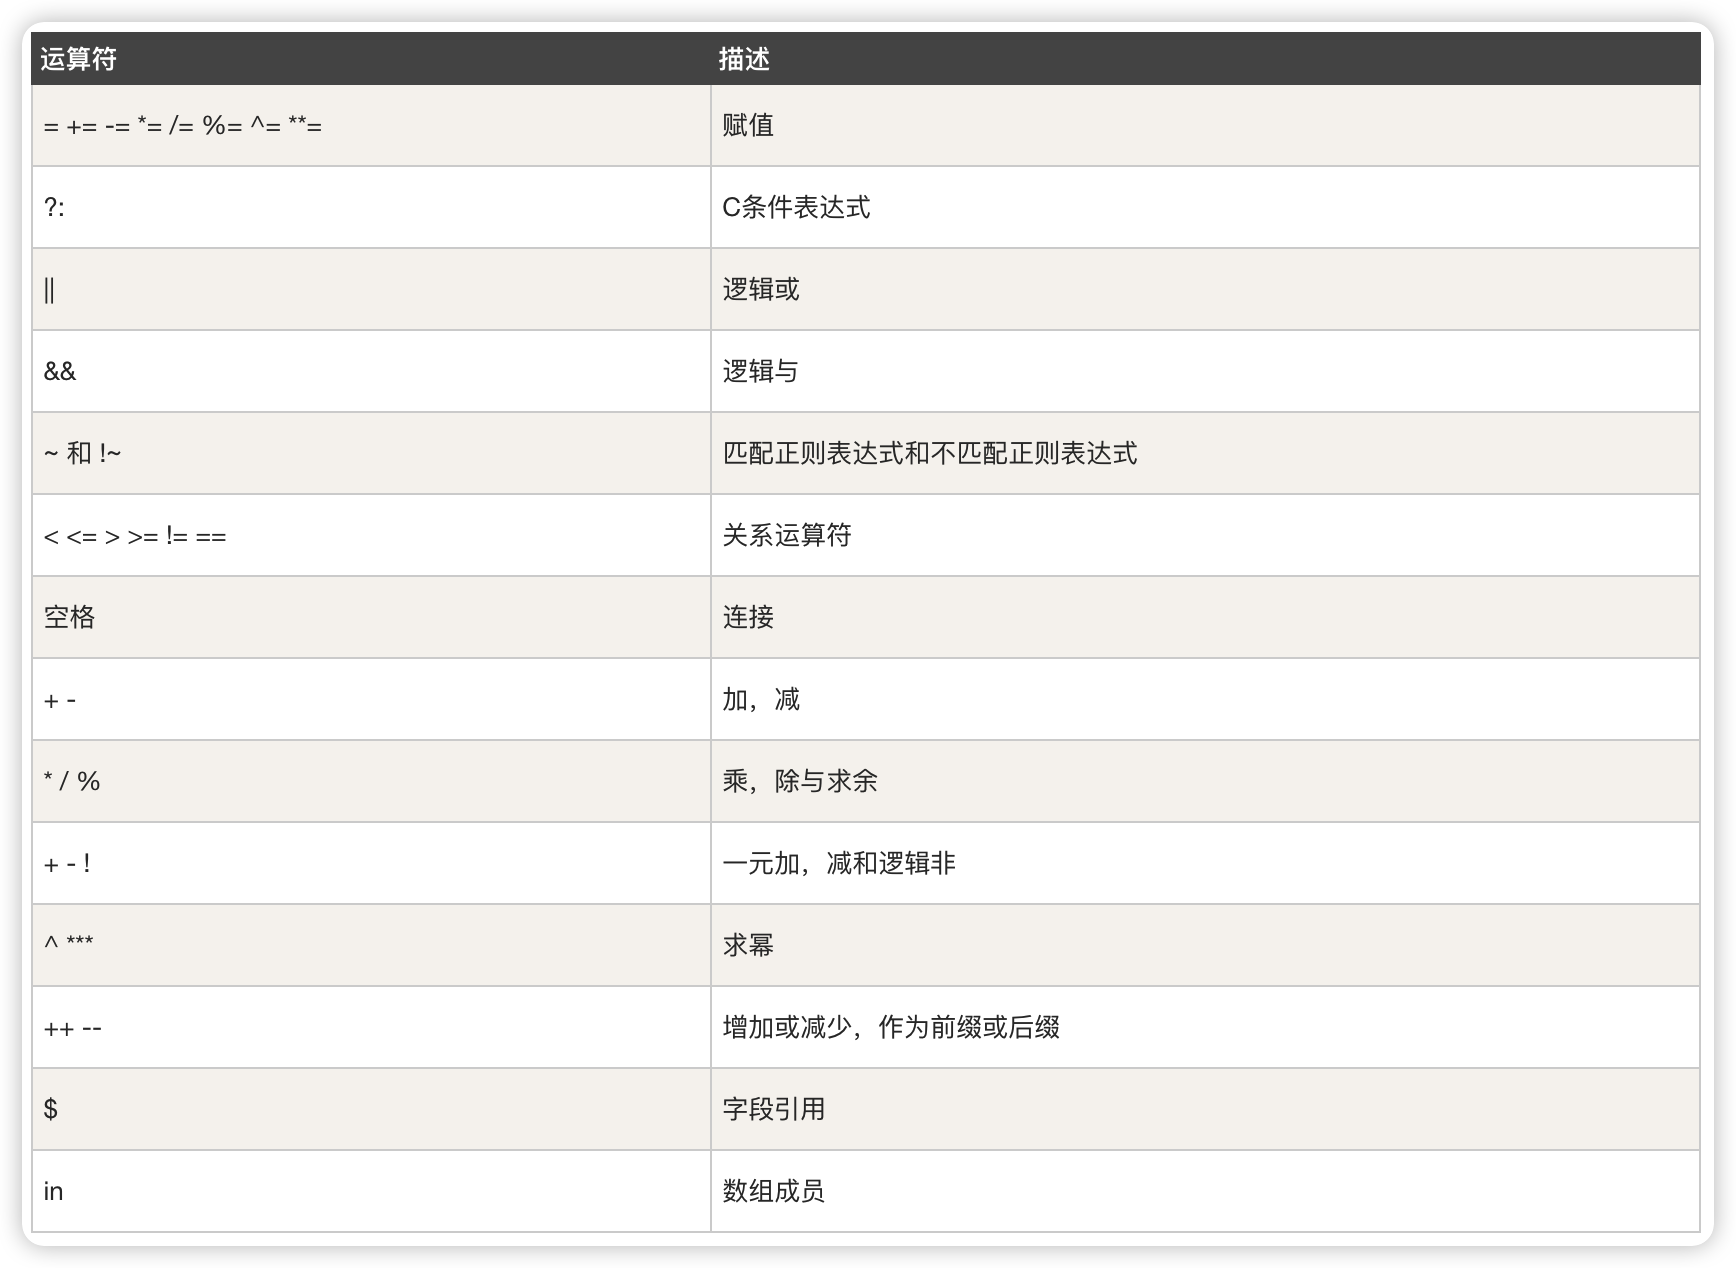 运算符 描述
= += -= *= /= %= ^= **= 赋值
?: C条件表达式
|| 逻辑或
&& 逻辑与
~ 和 !~ 匹配正则表达式和不匹配正则表达式
< <= > >= != == 关系运算符
空格 连接
+ - 加，减
* / % 乘，除与求余
+ - ! 一元加，减和逻辑非
^ *** 求幂
++ -- 增加或减少，作为前缀或后缀
$ 字段引用
in 数组成员